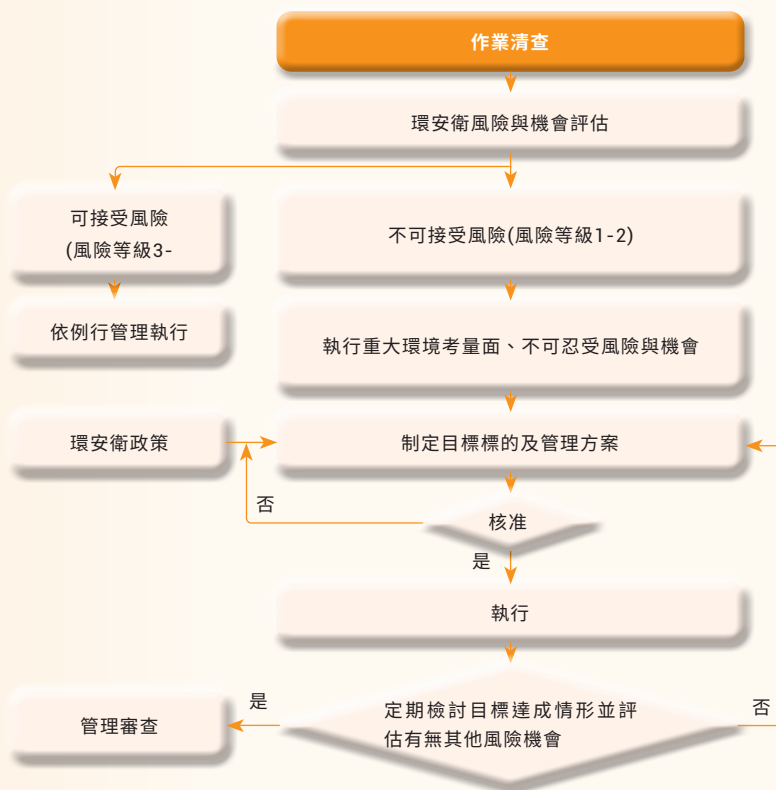 作業清查
環安衛風險與機會評估
可接受風險
(風險等級3-
不可接受風險(風險等級1-2)
依例行管理執行
執行重大環境考量面、不可忍受風險與機會
環安衛政策
制定目標標的及管理方案
否
核准
是
執行
管理審查
是
定期檢討目標達成情形並評
估有無其他風險機會
否